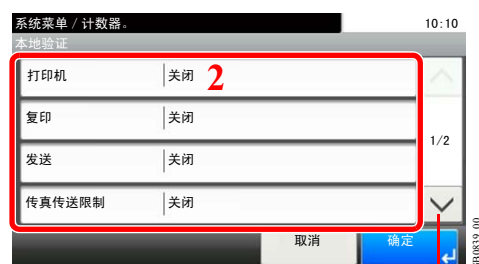 系统菜单 / 计数器。 10:10
本地验证
打印机 关闭 2
复印 关闭
1/2
发送 关闭
传真传送限制 关闭
取消 确定